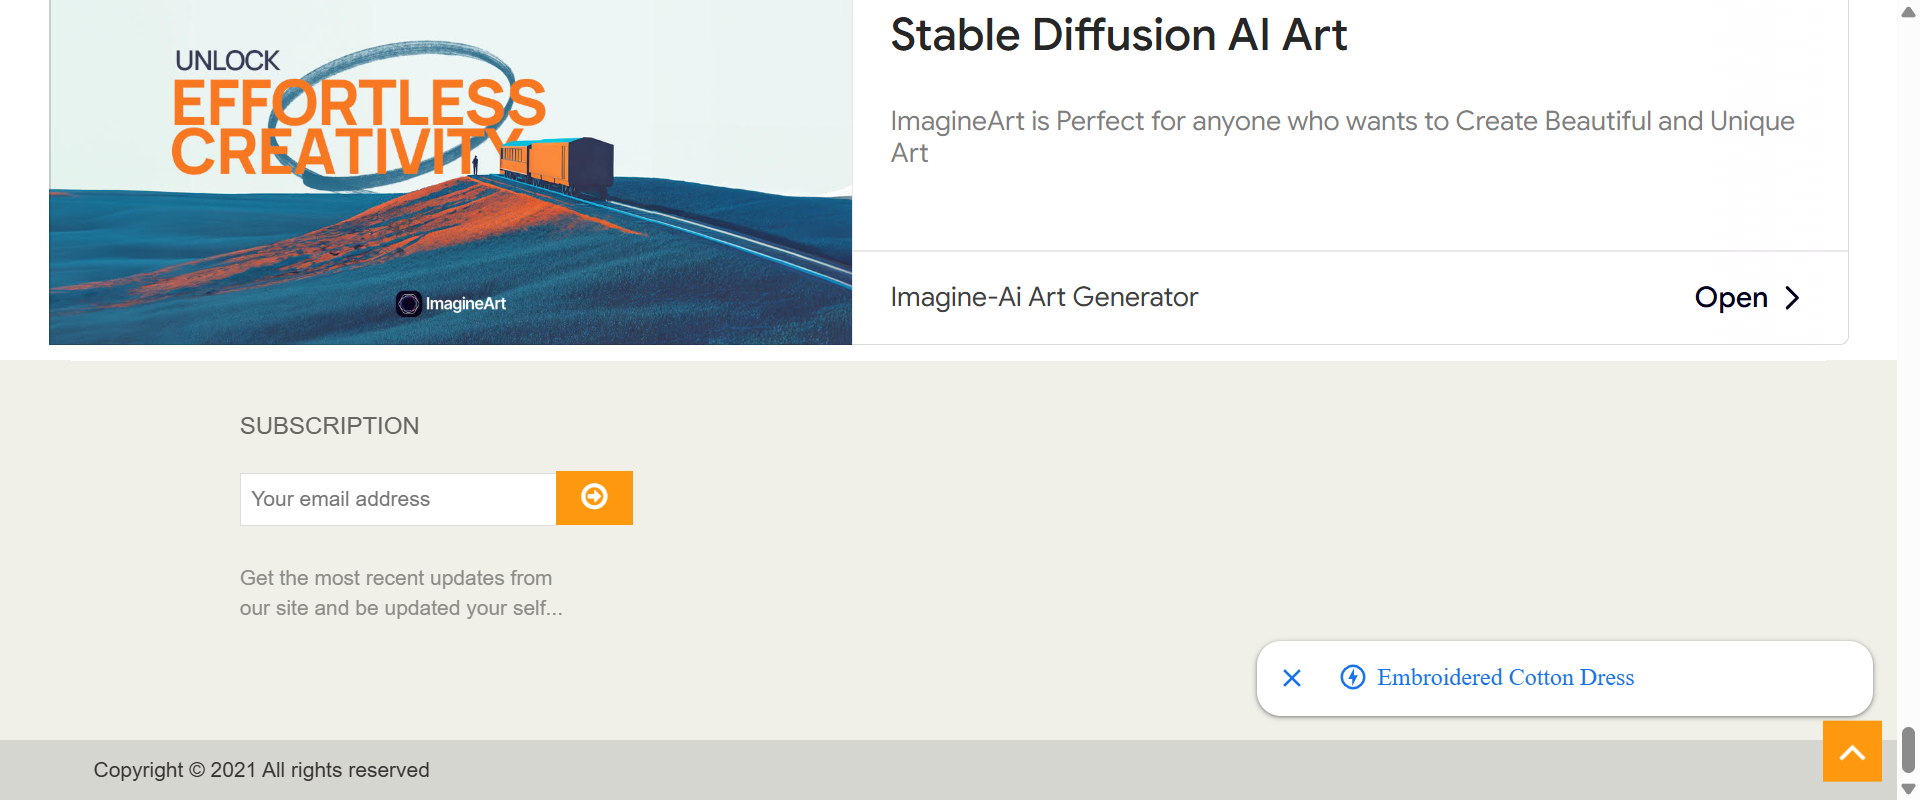 UNLOCK
EFFORTLESS
CREATIVITY
ImagineArt
Stable Diffusion AI Art
ImagineArt is Perfect for anyone who wants to Create Beautiful and Unique
Art
Imagine-Ai Art Generator
Open
SUBSCRIPTION
Your email address
Get the most recent updates from
our site and be updated your self...
Embroidered Cotton Dress
Copyright © 2021 All rights reserved